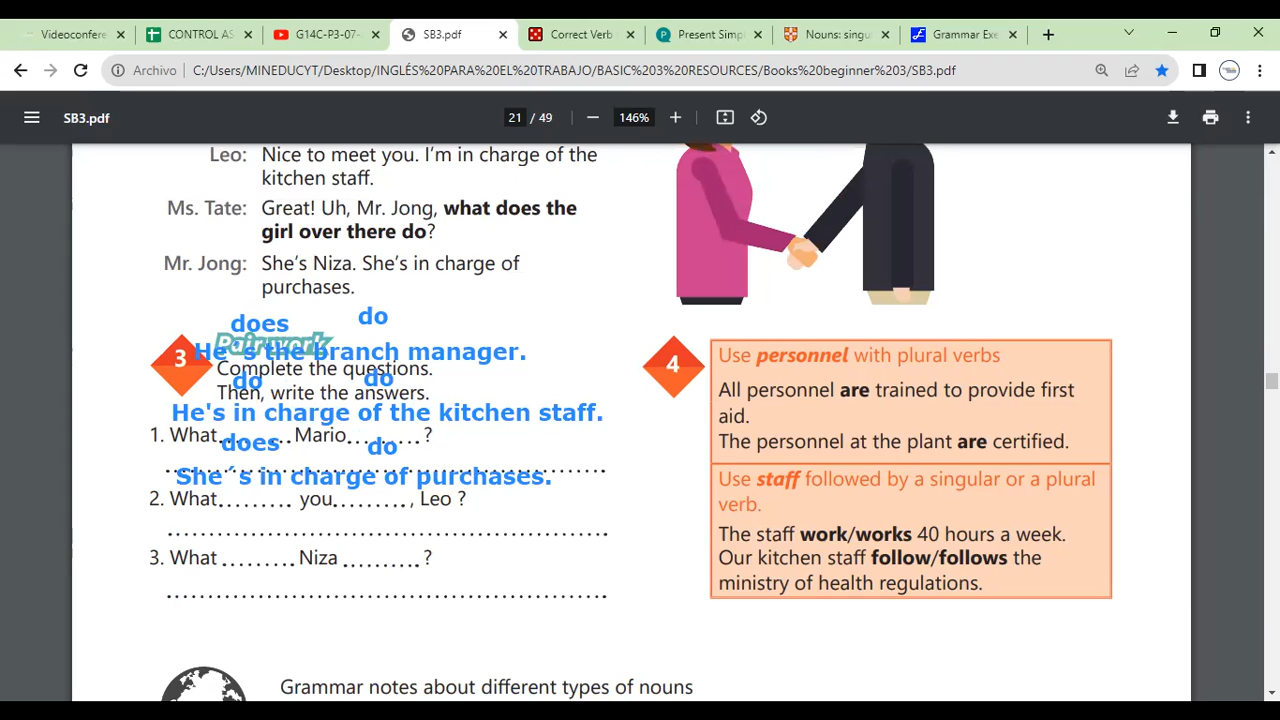 Videoconfere
CONTROL AS
G14C-P3-07-
SB3.pdf
Correct Verb
Present Simp
Nouns: singu
Grammar Exe
Archivo
C:/Users/MINEDUCYT/Desktop/INGLÉS%20PARA%20EL%20TRABAJO/BASIC%203%20RESOURCES/Books%20beginner%203/SB3.pdf
SB3.pdf
21 / 49
146%
Leo: Nice to meet you. I'm in charge of the
kitchen staff.
Ms. Tate: Great! Uh, Mr. Jong, what does the
girl over there do?
Mr. Jong: She's Niza. She's in charge of
purchases.
does do
3 Pairwork
He´s the branch manager.
Complete the questions.
do do
Then, write the answers.
He's in charge of the kitchen staff.
1. What.........Mario.........?
does do
She´s in charge of purchases.
2. What......... you........., Leo ?
3. What ......... Niza .........?
4
Use personnel with plural verbs
All personnel are trained to provide first
aid.
The personnel at the plant are certified.
Use staff followed by a singular or a plural
verb.
The staff work/works 40 hours a week.
Our kitchen staff follow/follows the
ministry of health regulations.
Grammar notes about different types of nouns